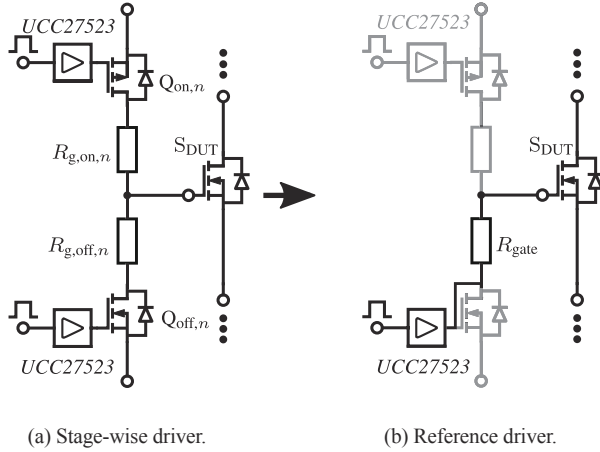 UCC27523
Q_on,n
R_g,on,n
S_DUT
R_g,off,n
Q_off,n
UCC27523
(a) Stage-wise driver.
UCC27523
S_DUT
R_gate
UCC27523
(b) Reference driver.